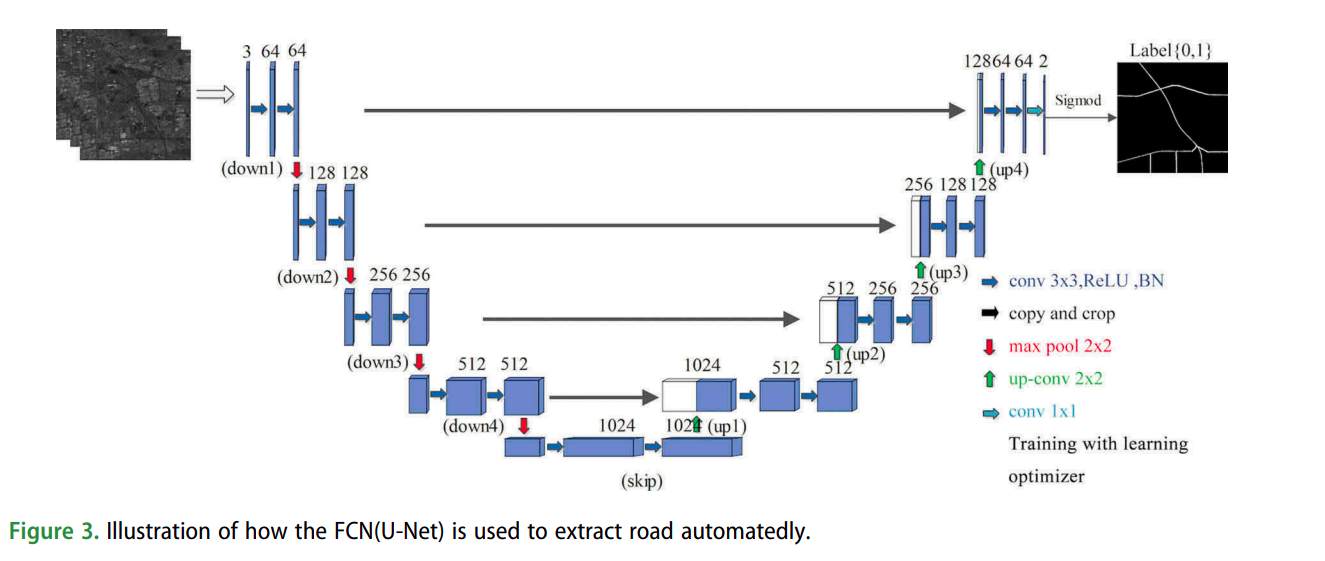 3 64 64
128 64 64 2
Label{0,1}
Sigmod
(down1)
(up4)
128 128
256 128 128
(down2)
(up3)
256 256
512 256 256
(down3)
(up2)
512 512
1024 512 512
(down4)
1024 1024 (up1)
(skip)
conv 3x3,ReLU ,BN
copy and crop
max pool 2x2
up-conv 2x2
conv 1x1
Training with learning
optimizer
Figure 3. Illustration of how the FCN(U-Net) is used to extract road automatedly.